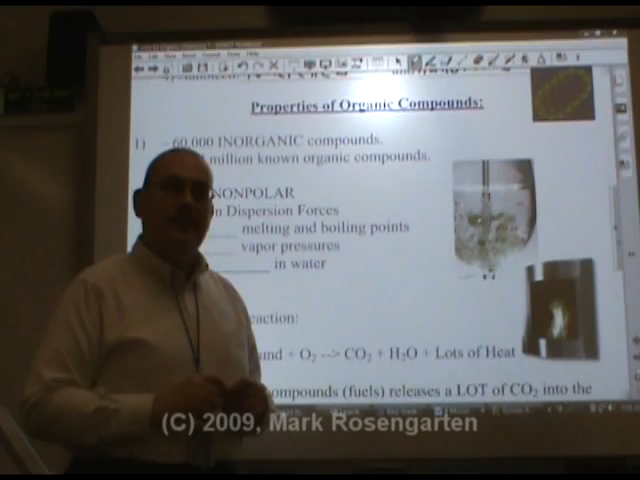 Properties of Organic Compounds:
1) ~60,000 INORGANIC compounds.
million known organic compounds.
NONPOLAR
Dispersion Forces
melting and boiling points
vapor pressures
in water
eaction:
und + O₂ --> CO₂ + H₂O + Lots of Heat
ompounds (fuels) releases a LOT of CO₂ into the
(C) 2009, Mark Rosengarten